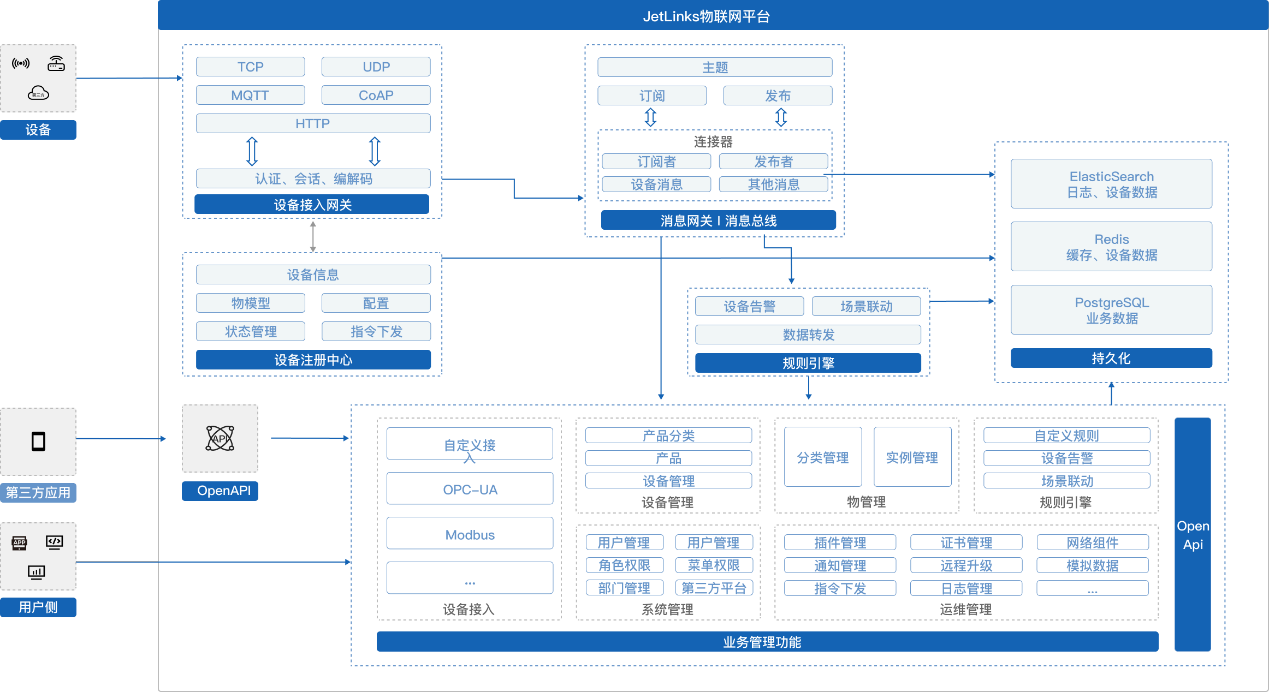 JetLinks物联网平台
第三方
设备
TCP
UDP
MQTT
CoAP
HTTP
认证、会话、编解码
设备接入网关
主题
订阅
发布
连接器
订阅者
发布者
设备消息
其他消息
消息网关 | 消息总线
ElasticSearch
日志、设备数据
Redis
缓存、设备数据
PostgreSQL
业务数据
持久化
设备信息
物模型
配置
状态管理
指令下发
设备注册中心
设备告警
场景联动
数据转发
规则引擎
第三方应用
API
OpenAPI
APP
用户侧
自定义接
入
OPC-UA
Modbus
...
设备接入
产品分类
产品
设备管理
设备管理
分类管理
实例管理
物管理
自定义规则
设备告警
场景联动
规则引擎
用户管理
用户管理
角色权限
菜单权限
部门管理
第三方平台
系统管理
插件管理
证书管理
网络组件
通知管理
远程升级
模拟数据
指令下发
日志管理
...
运维管理
业务管理功能
Open
Api